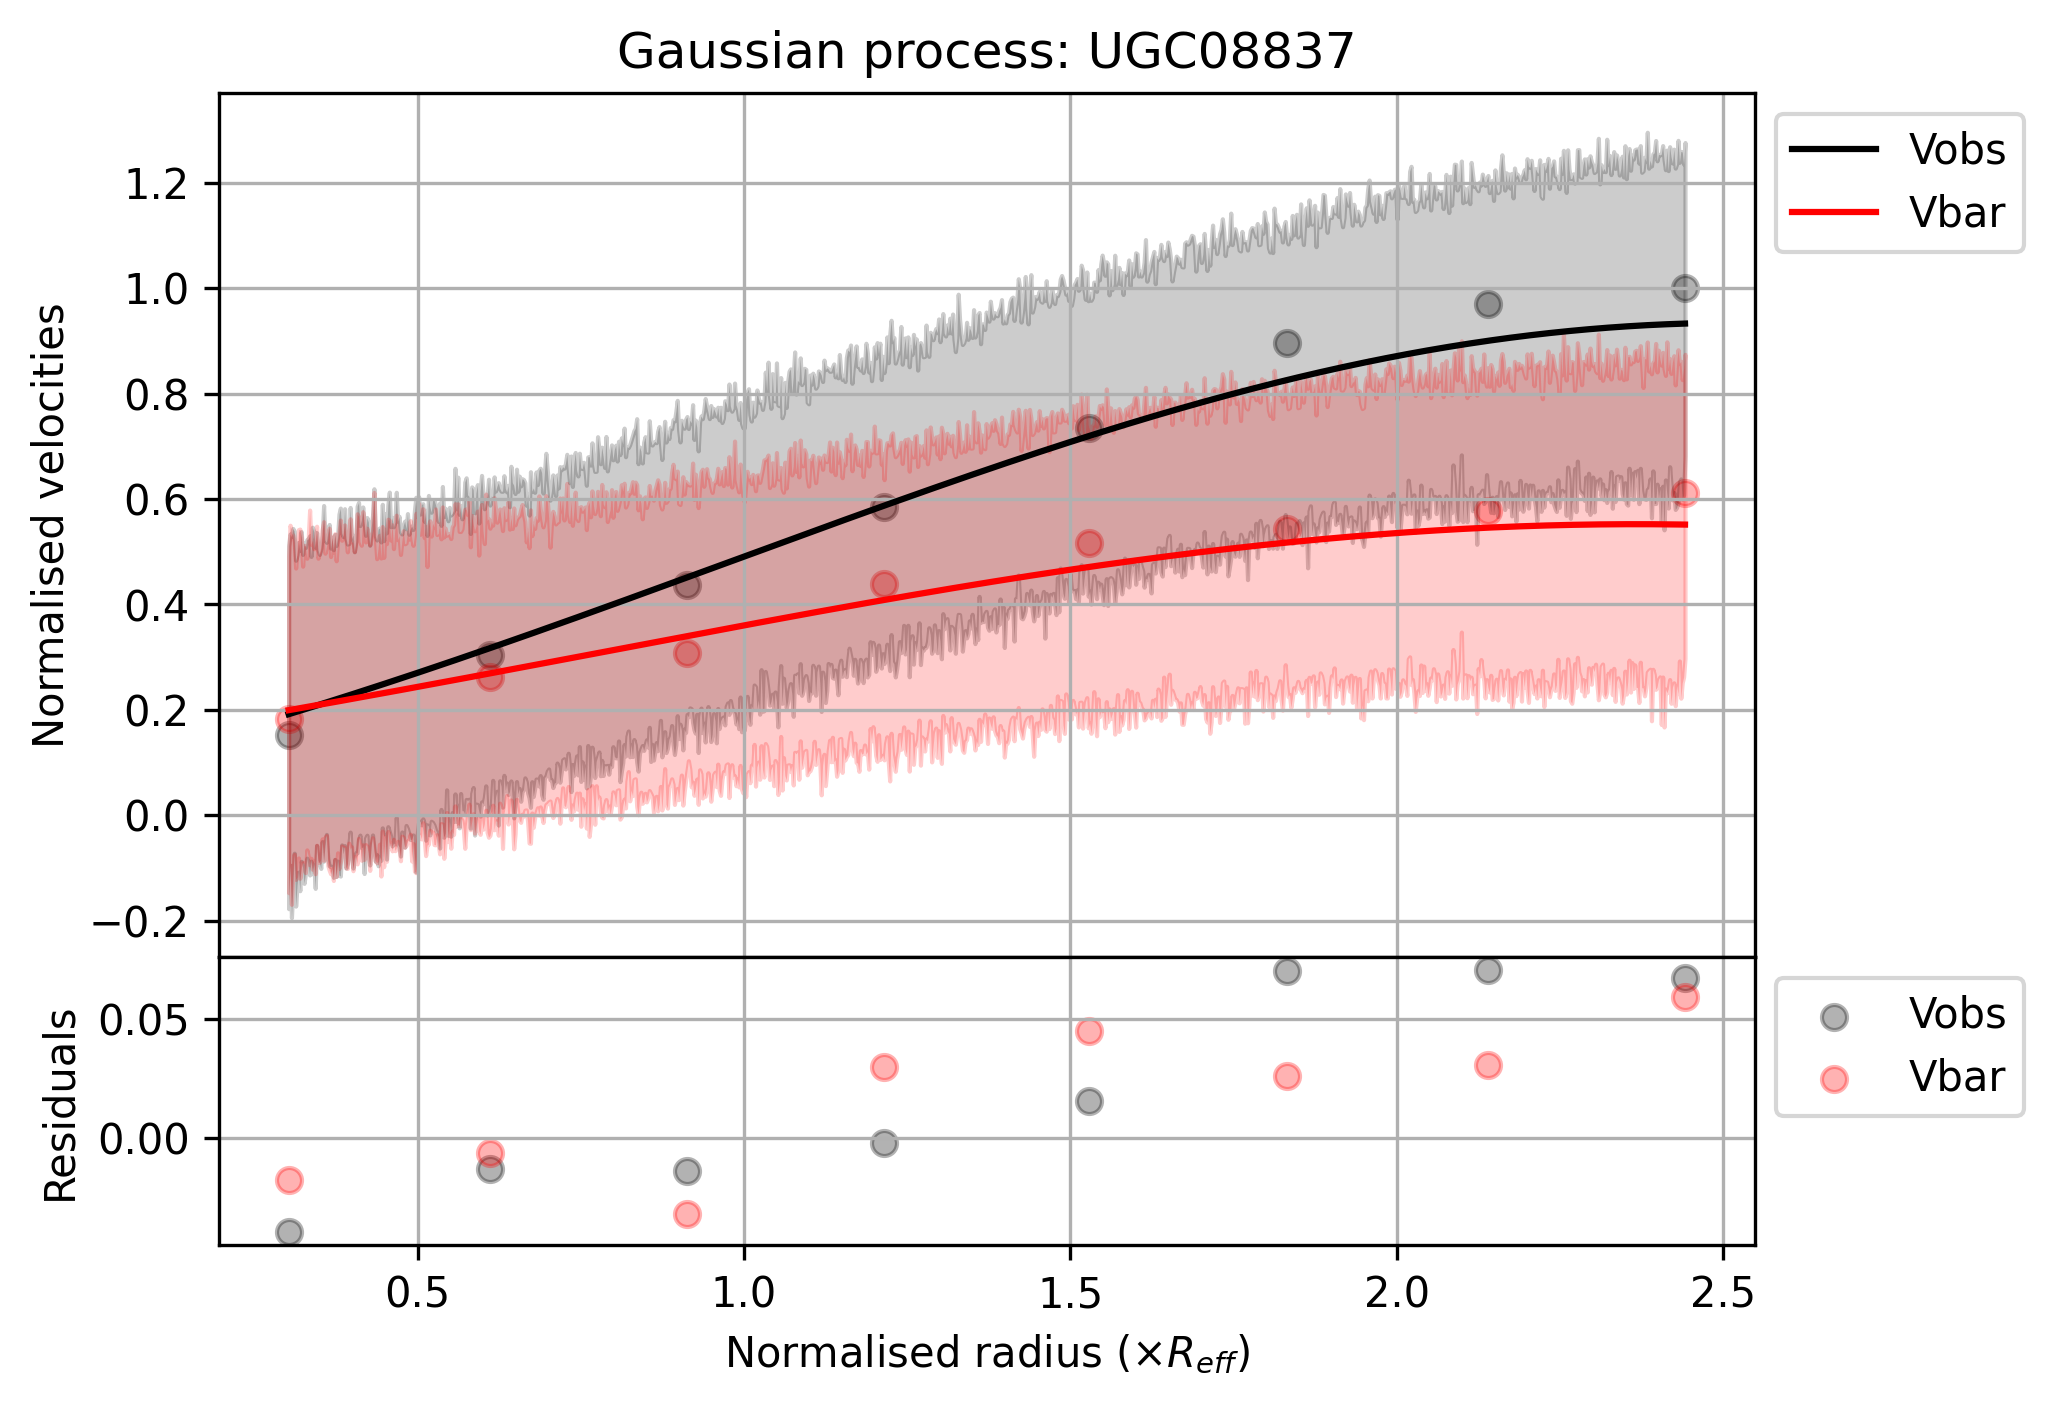 Gaussian process: UGC08837
Normalised velocities
1.2
1.0
0.8
0.6
0.4
0.2
0.0
−0.2
Vobs
Vbar
Residuals
0.05
0.00
Vobs
Vbar
0.5 1.0 1.5 2.0 2.5
Normalised radius (×R_eff)